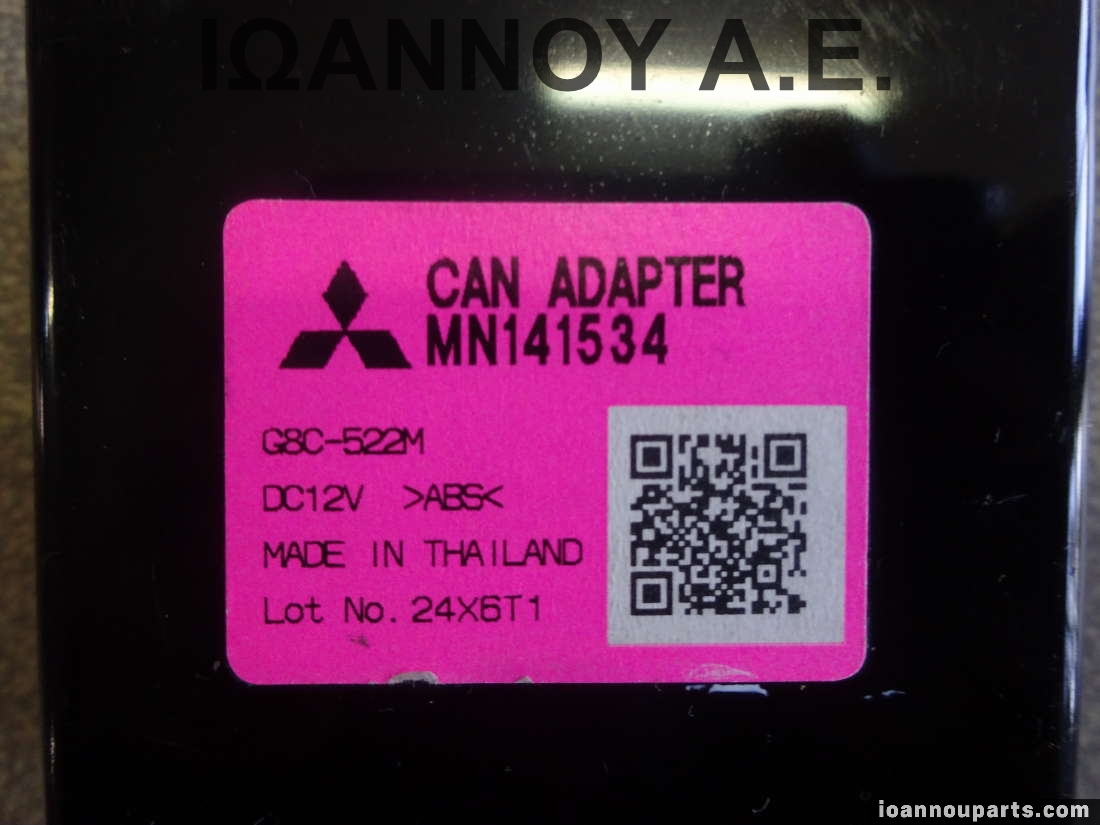 ΙΩΑΝΝΟΥ Α.Ε.
CAN ADAPTER
MN141534
G8C-522M
DC12V >ABS<
MADE IN THAILAND
Lot No. 24X6T1
ioannouparts.com